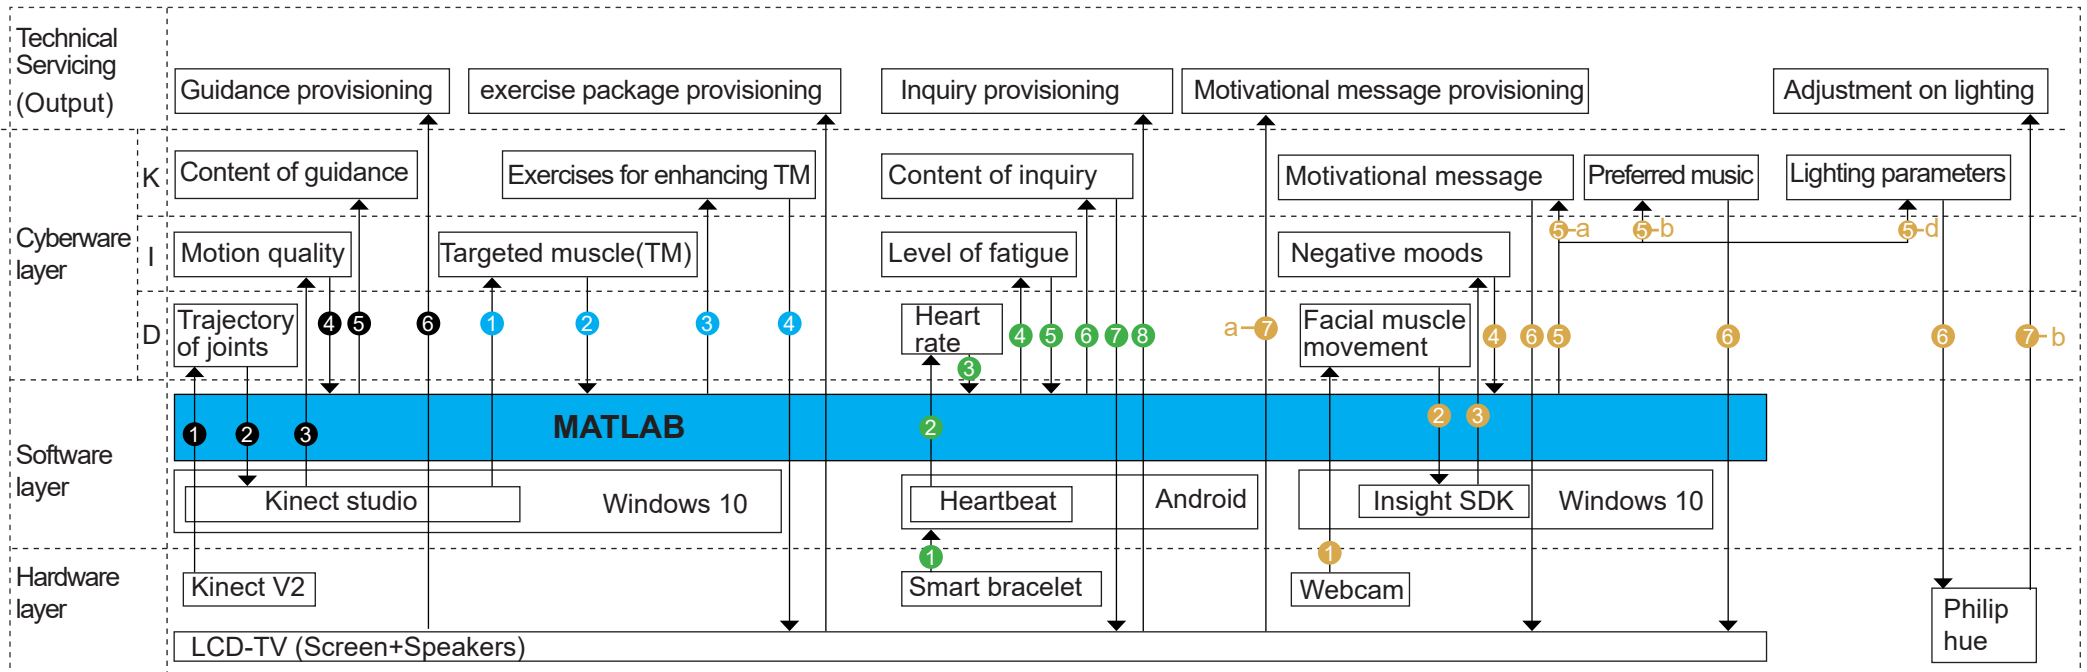 Technical
Servicing
(Output)
Guidance provisioning
exercise package provisioning
Inquiry provisioning
Motivational message provisioning
Adjustment on lighting
Cyberware
layer
K
Content of guidance
Exercises for enhancing TM
Content of inquiry
Motivational message
Preferred music
Lighting parameters
5 a
5 b
5 d
I
Motion quality
Targeted muscle(TM)
Level of fatigue
Negative moods
D
Trajectory
of joints
4
5
6
1
2
3
4
Heart
rate
3
4
5
6
7
8
a 7
Facial muscle
movement
4
6
5
6
6
7 b
Software
layer
1
2
3
MATLAB
2
2
3
Kinect studio
Windows 10
Heartbeat
Android
Insight SDK
Windows 10
Hardware
layer
1
1
Kinect V2
Smart bracelet
Webcam
Philip
hue
LCD-TV (Screen+Speakers)